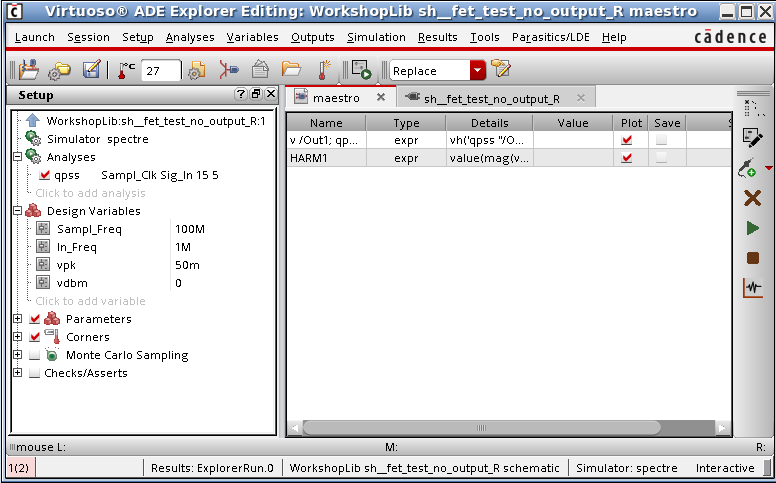 Virtuoso® ADE Explorer Editing: WorkshopLib sh__fet_test_no_output_R maestro
Launch Session Setup Analyses Variables Outputs Simulation Results Tools Parasitics/LDE Help cādence
°C 27 Replace
Setup
maestro sh__fet_test_no_output_R
WorkshopLib:sh__fet_test_no_output_R:1
Simulator spectre
Analyses
qpss Sampl_Clk Sig_In 15 5
Click to add analysis
Design Variables
Sampl_Freq 100M
In_Freq 1M
vpk 50m
vdbm 0
Click to add variable
Parameters
Corners
Monte Carlo Sampling
Checks/Asserts
Name Type Details Value Plot Save
v /Out1; qp... expr vh('qpss "/O...
HARM1 expr value(mag(v...
mouse L: M: R:
1(2) Results: ExplorerRun.0 WorkshopLib sh__fet_test_no_output_R schematic Simulator: spectre Interactive